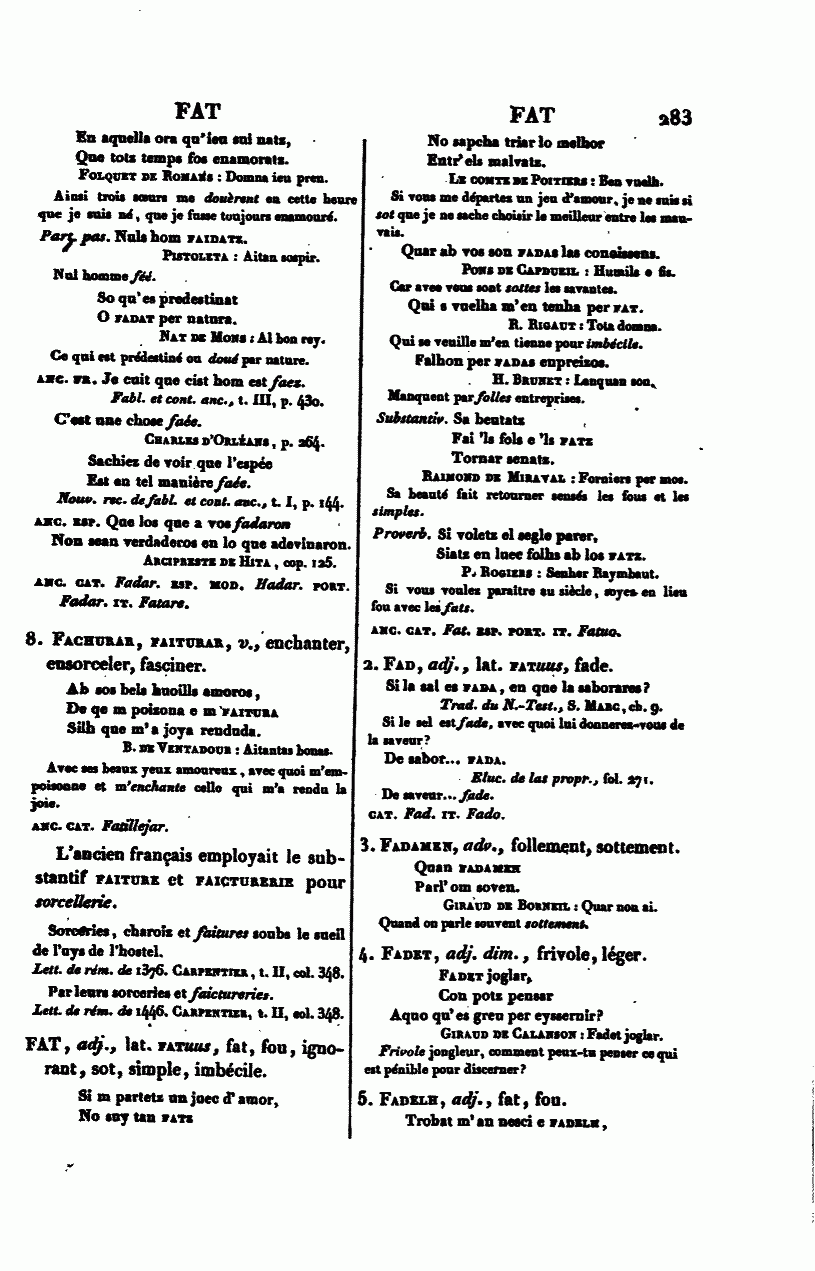 FAT
En aquella ora qu'ieu sui natz,
Que totz temps fos enamoratz.
FOLQUET DE ROMANS : Domna ieu pren.
Ainsi trois sœurs me douèrent en cette heure
que je suis né, que je fusse toujours enamouré.
Part. pas. Nuls hom FAIDATZ.
PISTOLETA : Aitan sospir.
Nul homme féé.
So qu'es predestinat
O FADAT per natura.
NAT DE MONS : Al bon rey.
Ce qui est prédestiné ou doué par nature.
ANC. FR. Je cuit que cist hom est faez.
Fabl. et cont. anc., t. III, p. 430.
C'est une chose faée.
CHARLES D'ORLÉANS, p. 264.
Sachiez de voir que l'espée
Est en tel manière faée.
Nouv. rec. de fabl. et cont. anc., t. I, p. 144.
ANC. ESP. Que los que a vos fadaron
Non sean verdaderos en lo que adevinaron.
ARCIPRESTE DE HITA, cop. 125.
ANC. CAT. Fadar. ESP. MOD. Hadar. PORT.
Fadar. IT. Fatare.
8. FACHURAR, FAITURAR, v., enchanter,
ensorceler, fasciner.
Ab sos bels huoills amoros,
De qe m poizona e m FAITURA
Silh que m'a joya renduda.
B. DE VENTADOUR : Aitantas bonas.
Avec ses beaux yeux amoureux, avec quoi m'em-
poisonne et m'enchante celle qui m'a rendu la
joie.
ANC. CAT. Fatillejar.
L'ancien français employait le sub-
stantif FAITURE et FAICTURERIE pour
sorcellerie.
Sorceries, charoiz et faitures soubs le sueil
de l'uys de l'hostel.
Lett. de rém. de 1376. CARPENTIER, t. II, col. 348.
Par leurs sorceries et faictureries.
Lett. de rém. de 1446. CARPENTIER, t. II, col. 348.
FAT, adj., lat. FATuus, fat, fou, igno-
rant, sot, simple, imbécile.
Si m partetz un juec d'amor,
No suy tan FATZ
FAT 283
No sapcha triar lo melhor
Entr'els malvatz.
LE COMTE DE POITIERS : Ben vuelh.
Si vous me départez un jeu d'amour, je ne suis si
sot que je ne sache choisir le meilleur entre les mau-
vais.
Quar ab vos son FADAS las conoissens.
PONS DE CAPDUEIL : Humils e fis.
Car avec vous sont sottes les savantes.
Qui s vuelha m'en tenha per FAT.
R. RIGAUT : Tota domna.
Qui se veuille m'en tienne pour imbécile.
Falhon per FADAS enpreizos.
H. BRUNET : Lanquan son.
Manquent par folles entreprises.
Substantiv. Sa beutatz
Fai 'ls fols e 'ls FATZ
Tornar senatz.
RAIMOND DE MIRAVAL : Forniers per mos.
Sa beauté fait retourner sensés les fous et les
simples.
Proverb. Si voletz el segle parer,
Siatz en luec folhs ab los FATZ.
P. ROGIERS : Senher Raymbaut.
Si vous voulez paraître au siècle, soyez en lieu
fou avec les fats.
ANC. CAT. Fat. ESP. PORT. IT. Fatuo.
2. FAD, adj., lat. FATuus, fade.
Si la sal es FADA, en que la saborares?
Trad. du N.-Test., S. MARC, ch. 9.
Si le sel est fade, avec quoi lui donnerez-vous de
la saveur?
De sabor... FADA.
Eluc. de las propr., fol. 271.
De saveur... fade.
CAT. Fad. IT. Fado.
3. FADAMEN, adv., follement, sottement.
Quan FADAMEN
Parl'om soven.
GIRAUD DE BORNEIL : Quar non ai.
Quand on parle souvent sottement.
4. FADET, adj. dim., frivole, léger.
FADET joglar,
Con potz pensar
Aquo qu'es greu per eyssernir?
GIRAUD DE CALANSON : Fadet joglar.
Frivole jongleur, comment peux-tu penser ce qui
est pénible pour discerner?
5. FADELH, adj., fat, fou.
Trobat m'an nesci e FADELH,